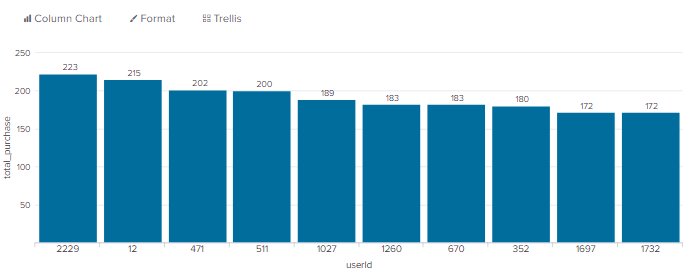 Column Chart Format Trellis
250
200
150
100
50
total_purchase
223 215 202 200 189 183 183 180 172 172
2229 12 471 511 1027 1260 670 352 1697 1732
userId